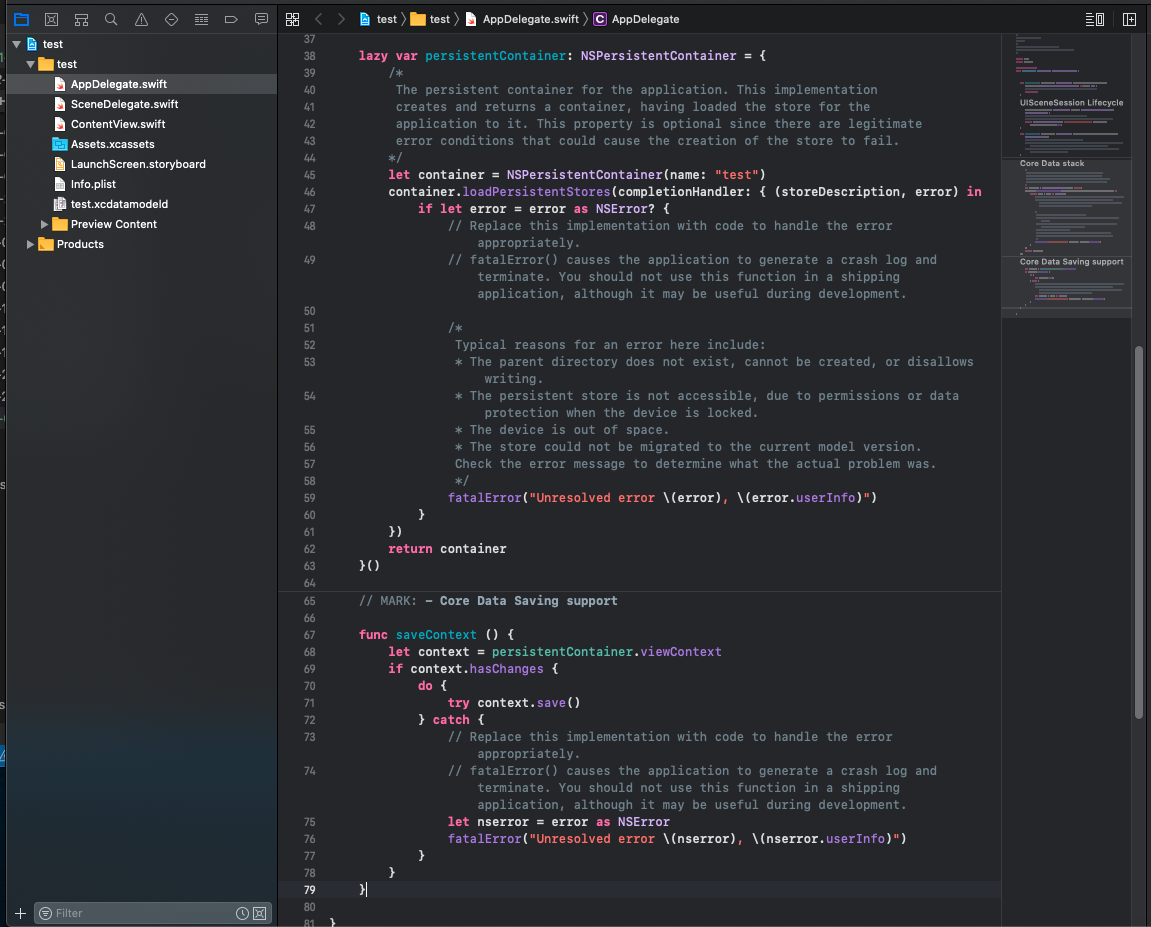 test
test
AppDelegate.swift
SceneDelegate.swift
ContentView.swift
Assets.xcassets
LaunchScreen.storyboard
Info.plist
test.xcdatamodeld
Preview Content
Products
Filter
test
test
AppDelegate.swift
C AppDelegate
37
38 lazy var persistentContainer: NSPersistentContainer = {
39 /*
40 The persistent container for the application. This implementation
41 creates and returns a container, having loaded the store for the
42 application to it. This property is optional since there are legitimate
43 error conditions that could cause the creation of the store to fail.
44 */
45 let container = NSPersistentContainer(name: "test")
46 container.loadPersistentStores(completionHandler: { (storeDescription, error) in
47 if let error = error as NSError? {
48 // Replace this implementation with code to handle the error
appropriately.
49 // fatalError() causes the application to generate a crash log and
terminate. You should not use this function in a shipping
application, although it may be useful during development.
50
51 /*
52 Typical reasons for an error here include:
53 * The parent directory does not exist, cannot be created, or disallows
writing.
54 * The persistent store is not accessible, due to permissions or data
protection when the device is locked.
55 * The device is out of space.
56 * The store could not be migrated to the current model version.
57 Check the error message to determine what the actual problem was.
58 */
59 fatalError("Unresolved error \(error), \(error.userInfo)")
60 }
61 })
62 return container
63 }()
64
65 // MARK: - Core Data Saving support
66
67 func saveContext () {
68 let context = persistentContainer.viewContext
69 if context.hasChanges {
70 do {
71 try context.save()
72 } catch {
73 // Replace this implementation with code to handle the error
appropriately.
74 // fatalError() causes the application to generate a crash log and
terminate. You should not use this function in a shipping
application, although it may be useful during development.
75 let nserror = error as NSError
76 fatalError("Unresolved error \(nserror), \(nserror.userInfo)")
77 }
78 }
79 }
80
81 }
UISceneSession Lifecycle
Core Data stack
Core Data Saving support